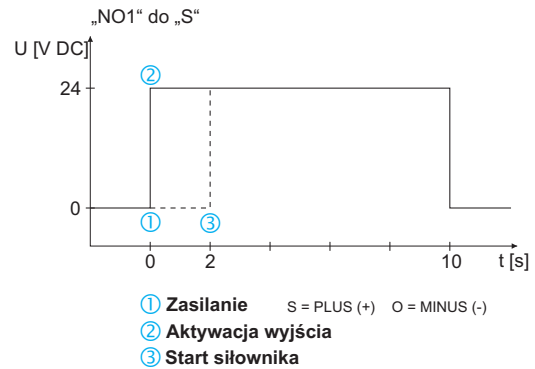 „NO1" do „S"
U [V DC]
24
②
0
①
③
0 2 10 t [s]
① Zasilanie S = PLUS (+) O = MINUS (-)
② Aktywacja wyjścia
③ Start siłownika